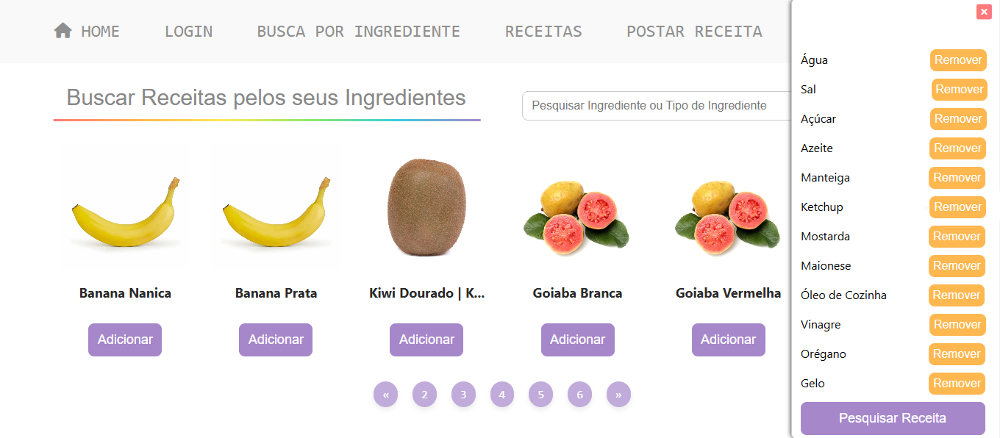 HOME LOGIN BUSCA POR INGREDIENTE RECEITAS POSTAR RECEITA
Buscar Receitas pelos seus Ingredientes
Pesquisar Ingrediente ou Tipo de Ingrediente
Banana Nanica Banana Prata Kiwi Dourado | K... Goiaba Branca Goiaba Vermelha
Adicionar Adicionar Adicionar Adicionar Adicionar
« 2 3 4 5 6 »
×
Água Remover
Sal Remover
Açúcar Remover
Azeite Remover
Manteiga Remover
Ketchup Remover
Mostarda Remover
Maionese Remover
Óleo de Cozinha Remover
Vinagre Remover
Orégano Remover
Gelo Remover
Pesquisar Receita